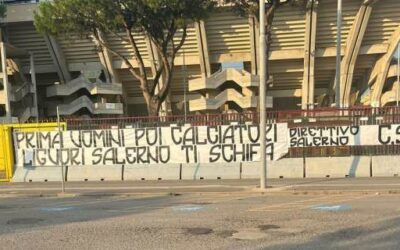 PRIMA UOMINI POI CALCIATORI
LIGUORI SALERNO TI SCHIFA
DIRETTIVO
SALERNO
C.S